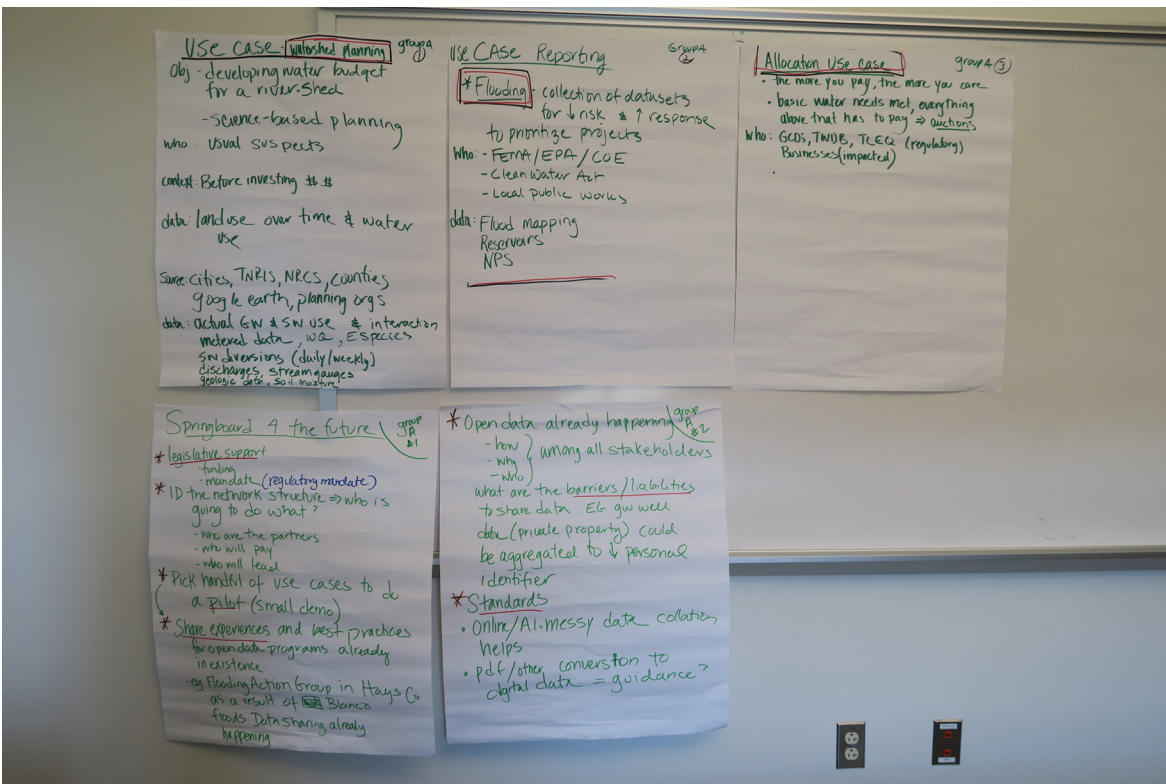 Use Case - Watershed planning group A 1
Obj - developing water budget
for a river-shed
- science-based planning
who: usual suspects
context: Before investing $ $
data: landuse over time & water
use
source: cities, TNRIS, NRCS, counties
google earth, planning orgs
data: actual GW & SW use & interaction
metered data, WQ, E Species
SW diversions (daily/weekly)
discharges, stream gauges
geologic data, soil moisture
Use CASE Reporting Group A 2
* Flooding - collection of datasets
for ↓ risk & ↑ response
to prioritize projects
Who: - FEMA/EPA/COE
- Clean Water Act
- Local public works
data: Flood mapping
Reservoirs
NPS
Allocation Use Case group A 3
• the more you pay, the more you care
• basic water needs met, everything
above that has to pay ⇒ auctions
who: GCDs, TWDB, TCEQ (regulatory)
Businesses (impacted)
Springboard 4 the future group A &1
* legislative support
- funding
- mandate (regulatory mandate)
* ID the network structure ⇒ who is
going to do what?
- who are the partners
- who will pay
- who will lead
* Pick handful of use cases to do
a pilot (small demo)
* Share experiences and best practices
for open data programs already
in existence
- eg Flooding Action Group in Hays Co
as a result of Blanco
floods. Data sharing already
happening
* Open data already happening group A &2
- how
- why
- who
} among all stakeholders
what are the barriers/liabilities
to share data. EG gw well
data (private property) could
be aggregated to ↓ personal
identifier
* Standards
• Online/AI=messy data collation
helps
• pdf/other conversion to
digital data = guidance?